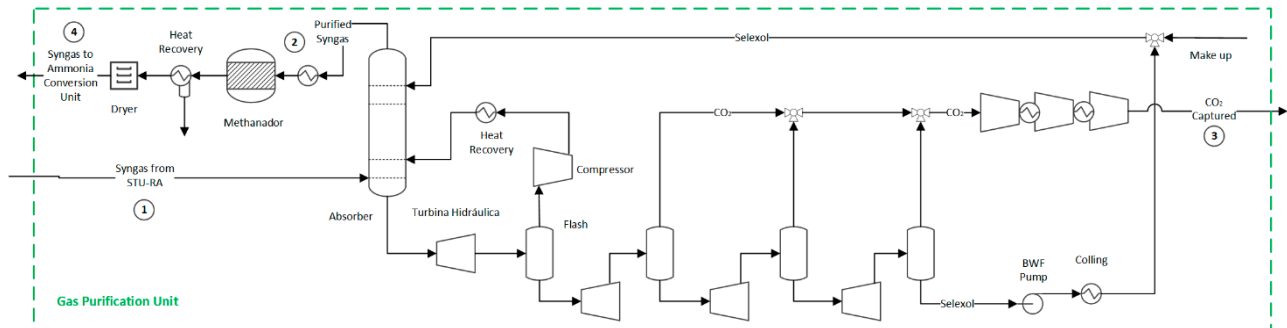 4
Syngas to
Ammonia
Conversion
Unit
Heat
Recovery
2
Purified
Syngas
Dryer
Methanador
Selexol
Make up
CO₂
CO₂
CO₂
Captured
3
Heat
Recovery
Compressor
Syngas from
STU-RA
1
Absorber
Turbina Hidráulica
Flash
BWF
Pump
Colling
Selexol
Gas Purification Unit